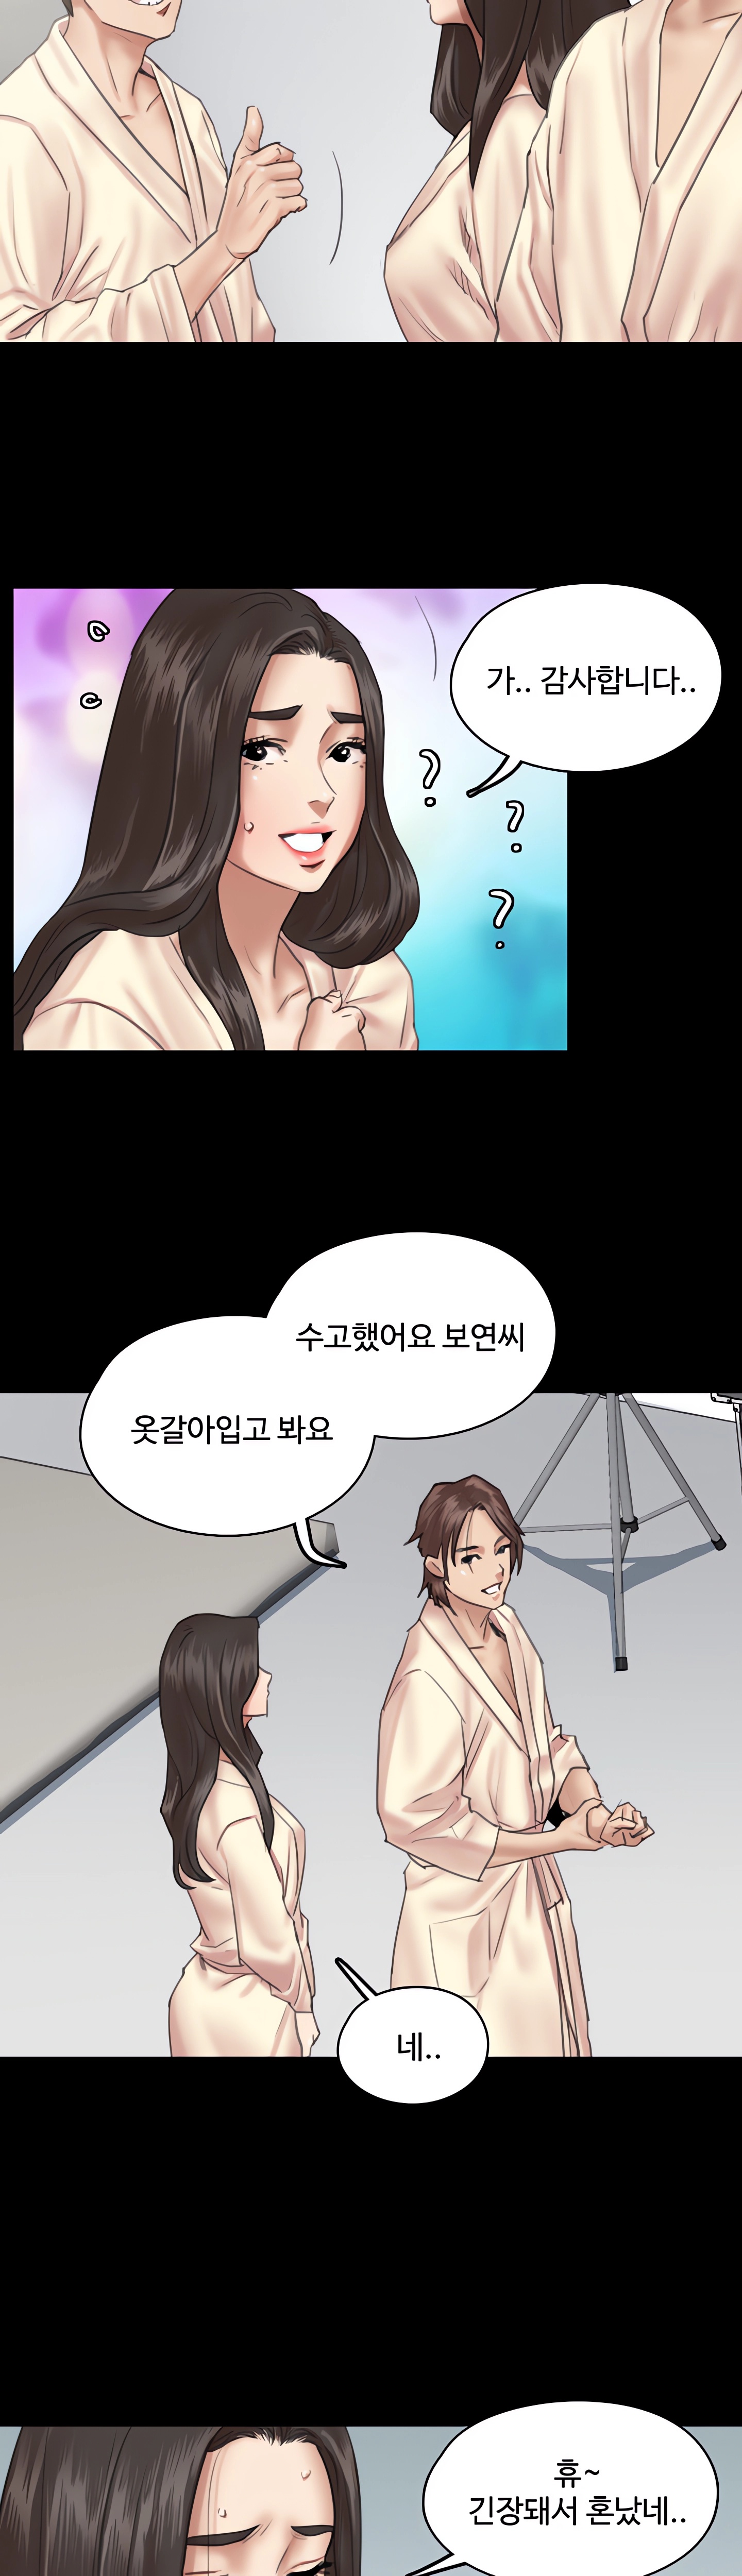 가.. 감사합니다..
수고했어요 보연씨
옷갈아입고 봐요
네..
휴~
긴장돼서 혼났네..